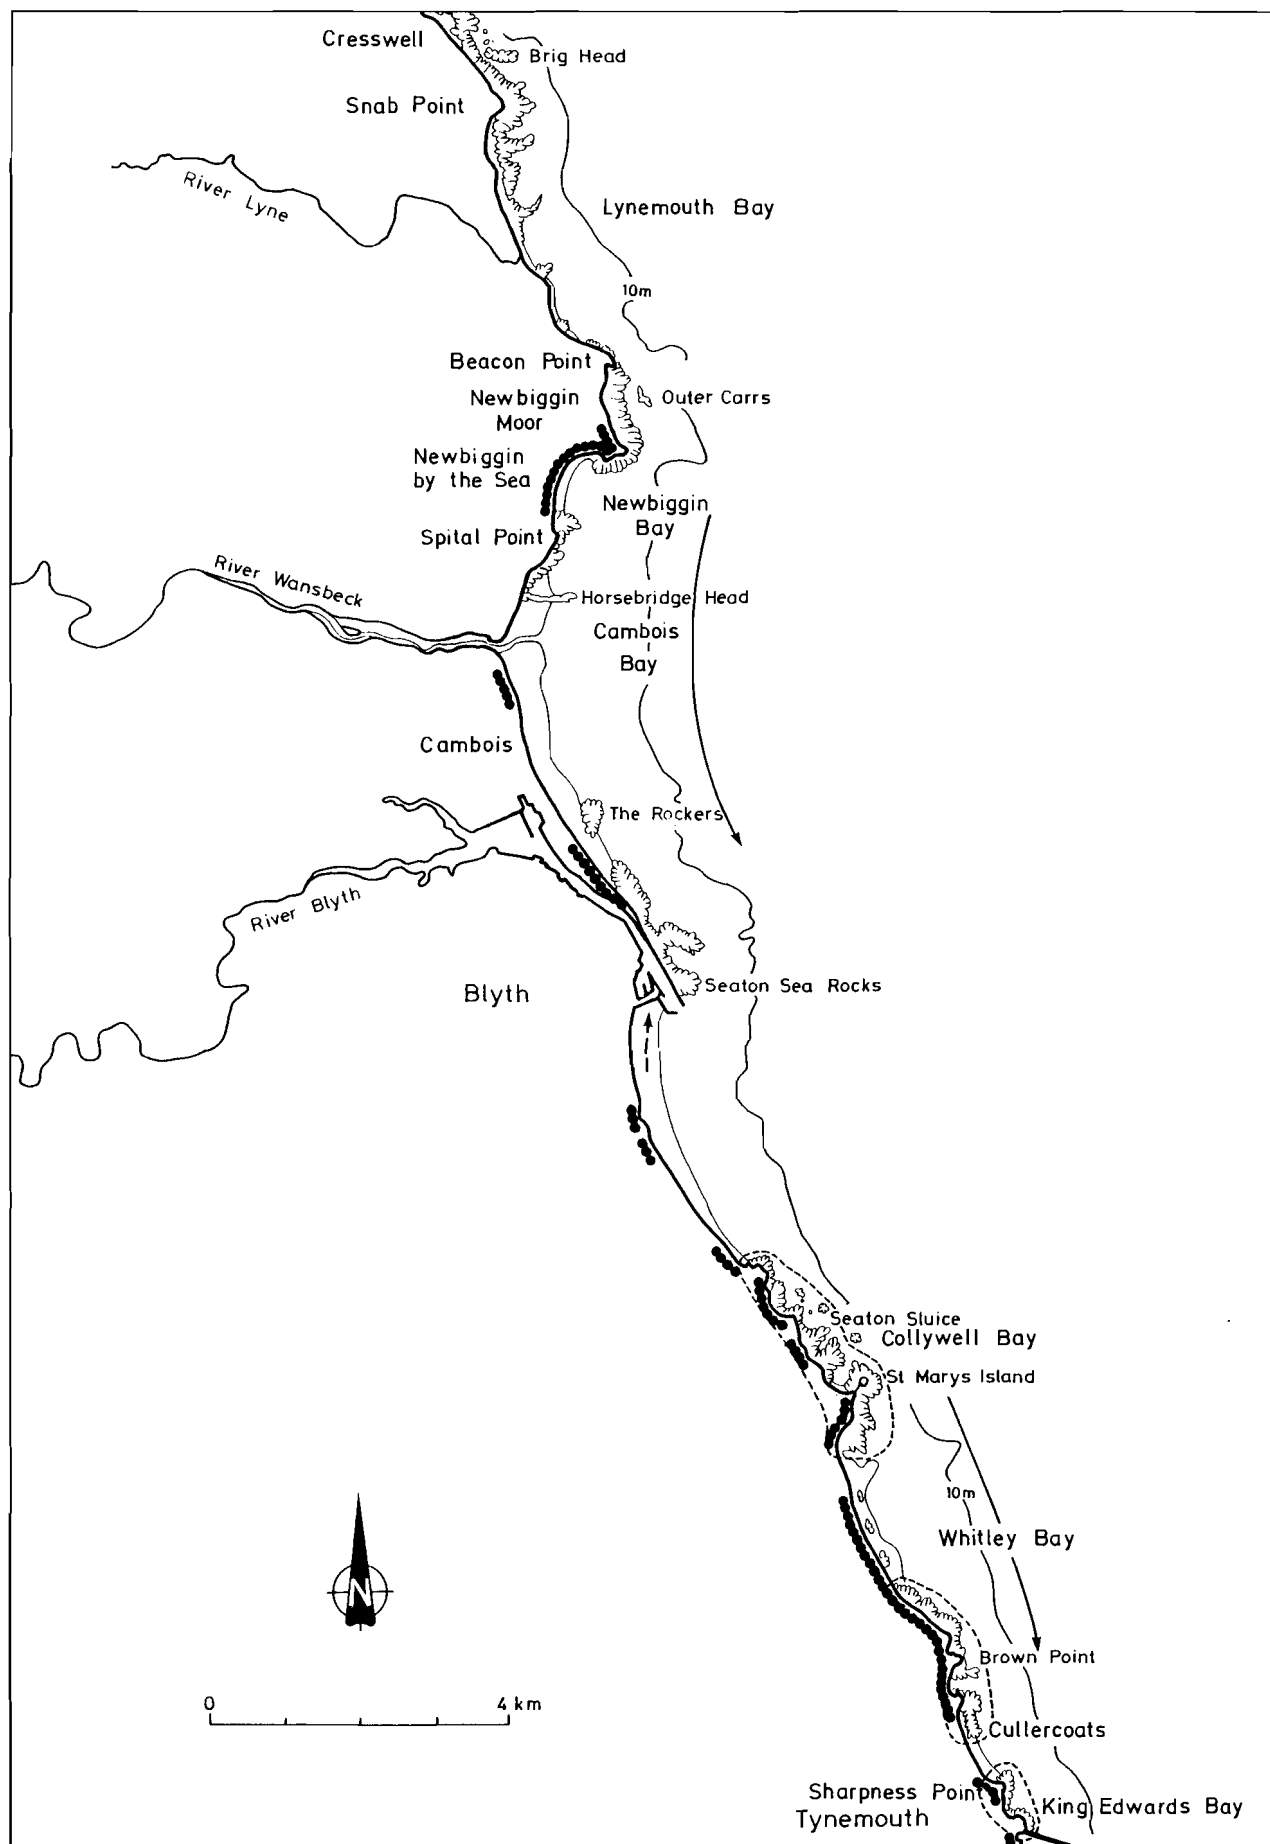 Cresswell
Brig Head
Snab Point
River Lyne
Lynemouth Bay
10m
Beacon Point
Newbiggin
Moor
Outer Carrs
Newbiggin
by the Sea
Newbiggin
Bay
Spital Point
River Wansbeck
Horsebridge Head
Cambois
Bay
Cambois
The Rockers
River Blyth
Blyth
Seaton Sea Rocks
Seaton Sluice
Collywell Bay
St Marys Island
10m
Whitley Bay
N
Brown Point
0
4 km
Cullercoats
Sharpness Point
Tynemouth
King Edwards Bay